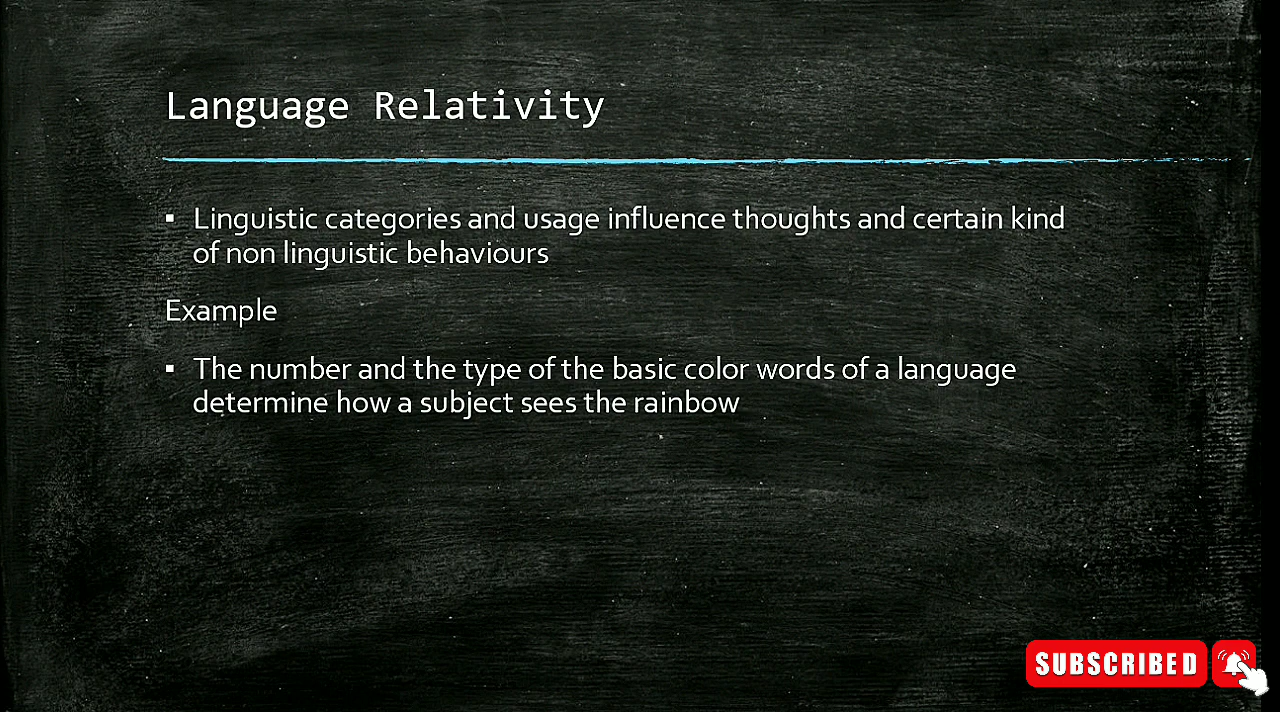 Language Relativity
▪ Linguistic categories and usage influence thoughts and certain kind
of non linguistic behaviours
Example
▪ The number and the type of the basic color words of a language
determine how a subject sees the rainbow
SUBSCRIBED